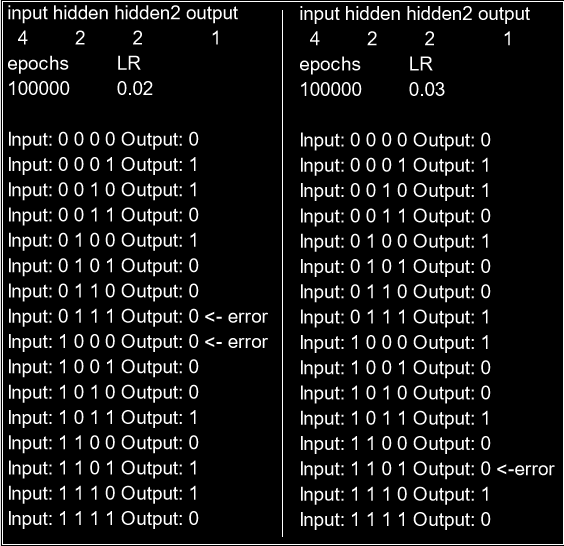 input hidden hidden2 output
4 2 2 1
epochs LR
100000 0.02
Input: 0 0 0 0 Output: 0
Input: 0 0 0 1 Output: 1
Input: 0 0 1 0 Output: 1
Input: 0 0 1 1 Output: 0
Input: 0 1 0 0 Output: 1
Input: 0 1 0 1 Output: 0
Input: 0 1 1 0 Output: 0
Input: 0 1 1 1 Output: 0 <- error
Input: 1 0 0 0 Output: 0 <- error
Input: 1 0 0 1 Output: 0
Input: 1 0 1 0 Output: 0
Input: 1 0 1 1 Output: 1
Input: 1 1 0 0 Output: 0
Input: 1 1 0 1 Output: 1
Input: 1 1 1 0 Output: 1
Input: 1 1 1 1 Output: 0
input hidden hidden2 output
4 2 2 1
epochs LR
100000 0.03
Input: 0 0 0 0 Output: 0
Input: 0 0 0 1 Output: 1
Input: 0 0 1 0 Output: 1
Input: 0 0 1 1 Output: 0
Input: 0 1 0 0 Output: 1
Input: 0 1 0 1 Output: 0
Input: 0 1 1 0 Output: 0
Input: 0 1 1 1 Output: 1
Input: 1 0 0 0 Output: 1
Input: 1 0 0 1 Output: 0
Input: 1 0 1 0 Output: 0
Input: 1 0 1 1 Output: 1
Input: 1 1 0 0 Output: 0
Input: 1 1 0 1 Output: 0 <-error
Input: 1 1 1 0 Output: 1
Input: 1 1 1 1 Output: 0